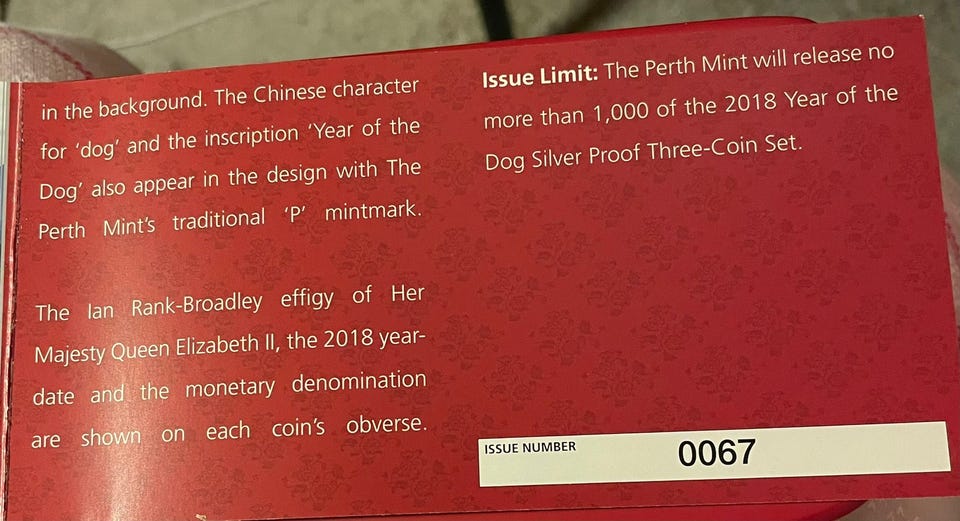 in the background. The Chinese character
for ‘dog’ and the inscription ‘Year of the
Dog’ also appear in the design with The
Perth Mint’s traditional ‘P’ mintmark.
The Ian Rank-Broadley effigy of Her
Majesty Queen Elizabeth II, the 2018 year-
date and the monetary denomination
are shown on each coin’s obverse.
Issue Limit: The Perth Mint will release no
more than 1,000 of the 2018 Year of the
Dog Silver Proof Three-Coin Set.
ISSUE NUMBER 0067